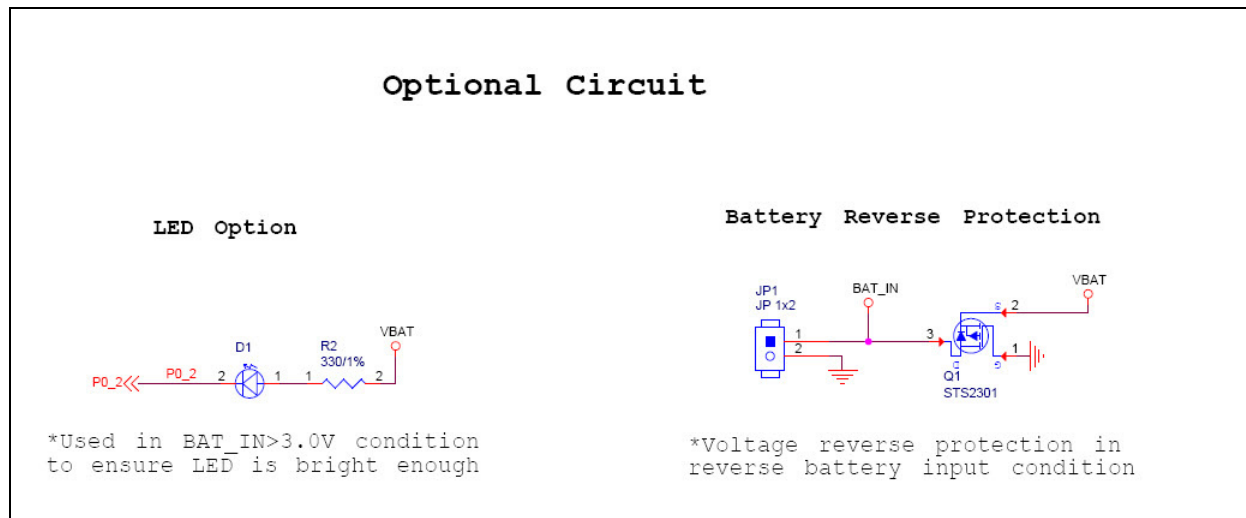 Optional Circuit
LED Option
D1
R2
330/1%
VBAT
P0_2
P0_2
2
1
1
2
*Used in BAT_IN>3.0V condition
to ensure LED is bright enough
Battery Reverse Protection
JP1
JP 1x2
BAT_IN
VBAT
1
2
3
S
2
D
G
1
Q1
STS2301
*Voltage reverse protection in
reverse battery input condition